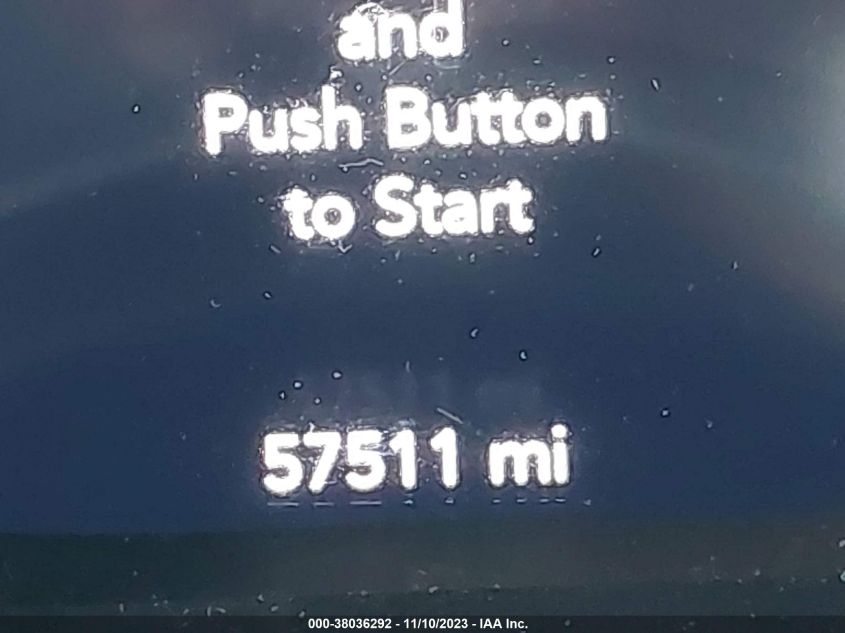 and
Push Button
to Start
57511 mi
000-38036292 - 11/10/2023 - IAA Inc.